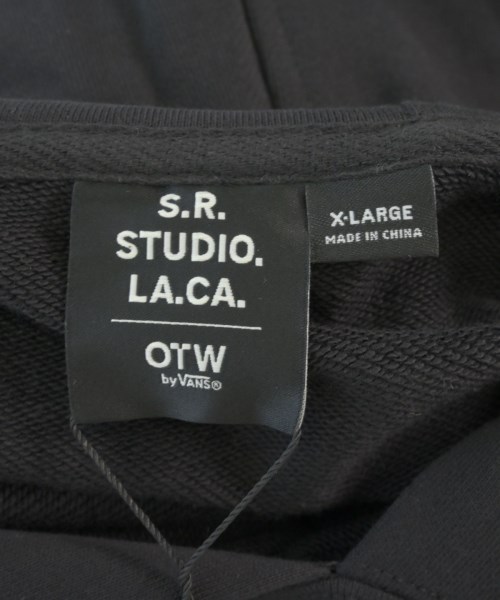 S.R.
STUDIO.
LA.CA.
OTW
by VANS®
X-LARGE
MADE IN CHINA